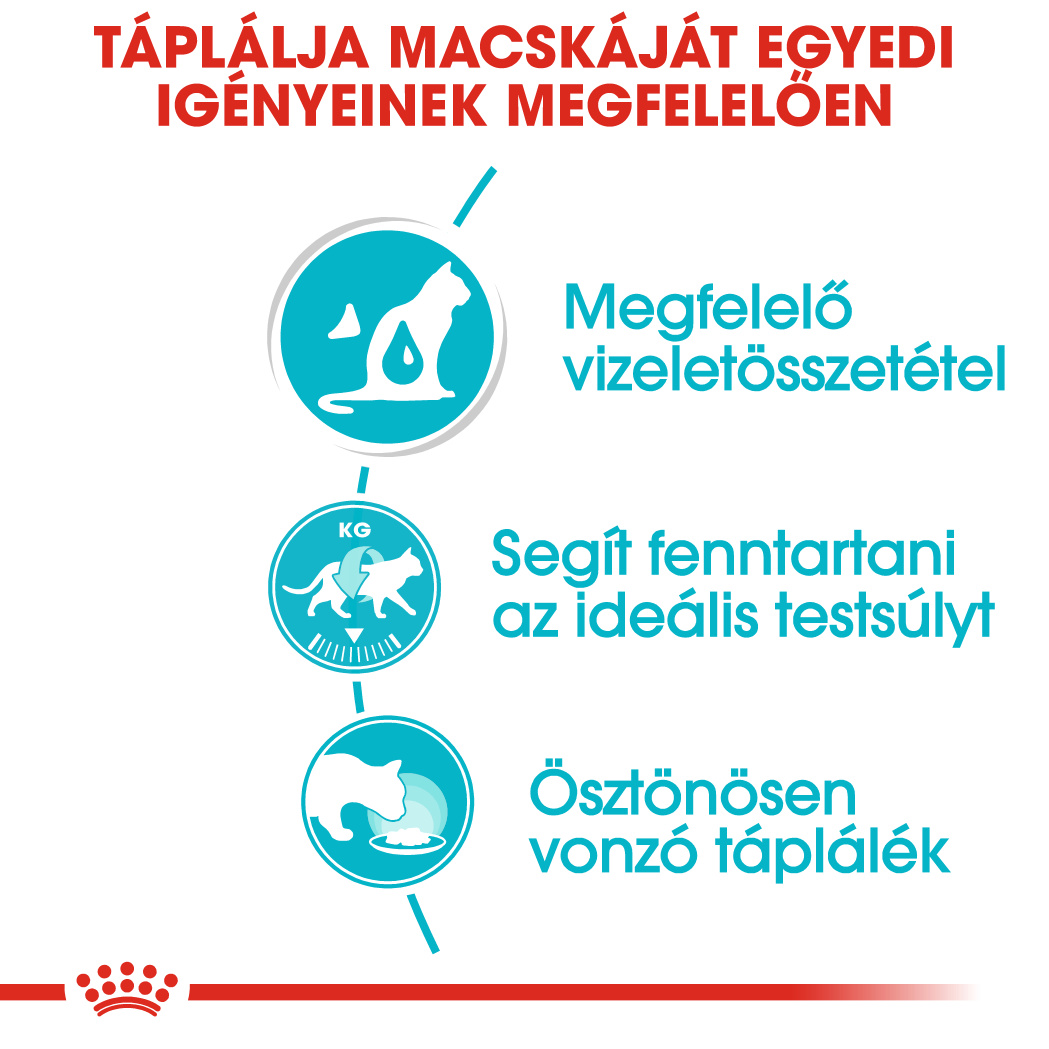 TÁPLÁLJA MACSKÁJÁT EGYEDI
IGÉNYEINEK MEGFELELŐEN
Megfelelő
vizeletösszetétel
KG
Segít fenntartani
az ideális testsúlyt
Ösztönösen
vonzó táplálék